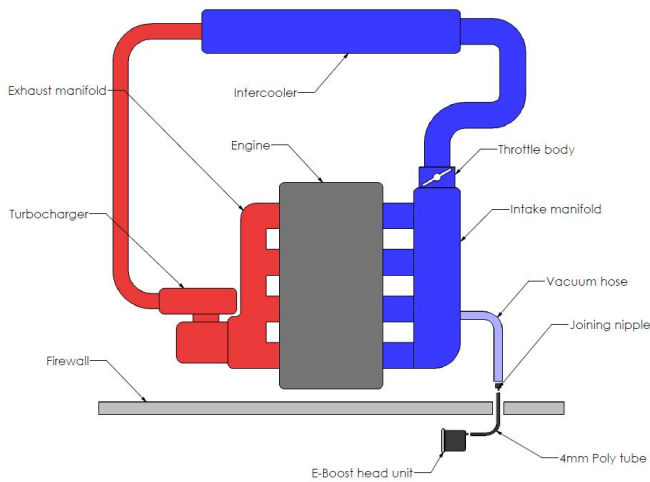 Exhaust manifold
Intercooler
Engine
Throttle body
Turbocharger
Intake manifold
Vacuum hose
Joining nipple
Firewall
E-Boost head unit
4mm Poly tube